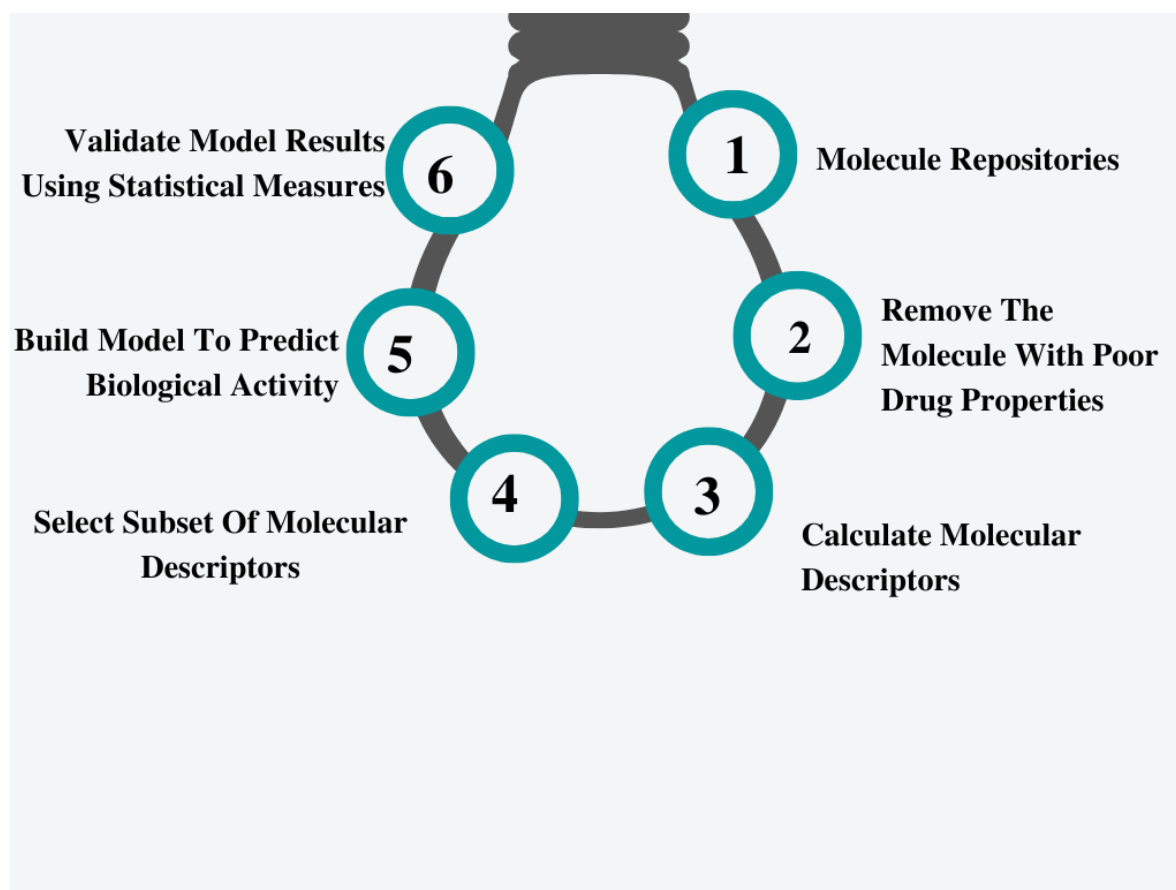 1
Molecule Repositories
2
Remove The
Molecule With Poor
Drug Properties
3
Calculate Molecular
Descriptors
4
Select Subset Of Molecular
Descriptors
5
Build Model To Predict
Biological Activity
6
Validate Model Results
Using Statistical Measures